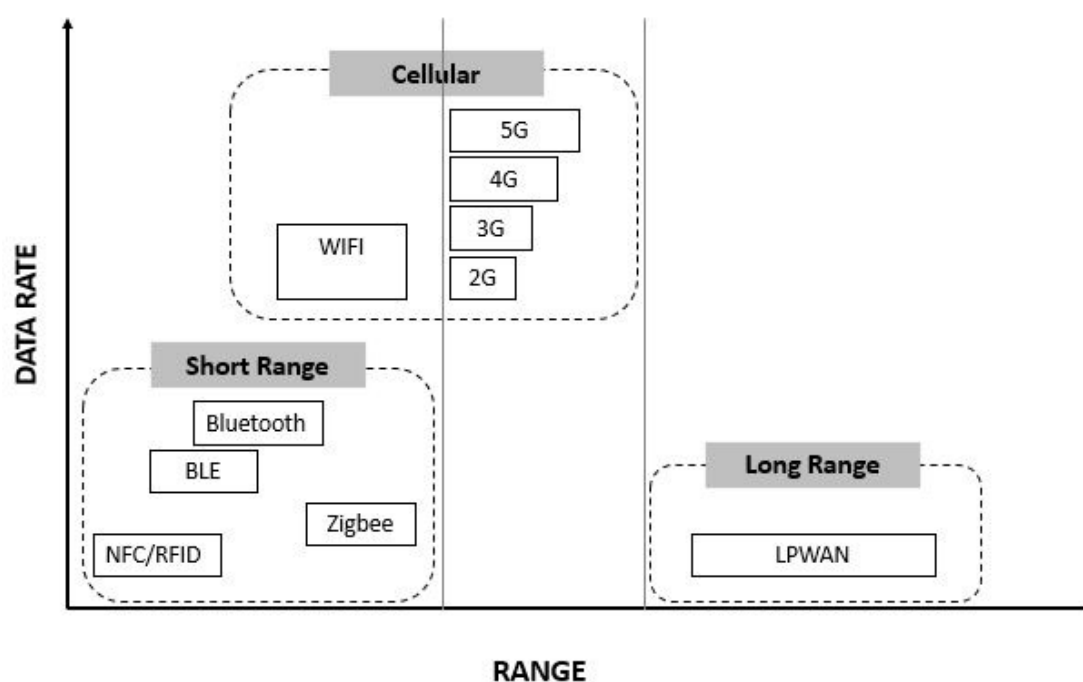 Cellular
5G
4G
3G
WIFI
2G
DATA RATE
Short Range
Bluetooth
BLE
Long Range
Zigbee
NFC/RFID
LPWAN
RANGE